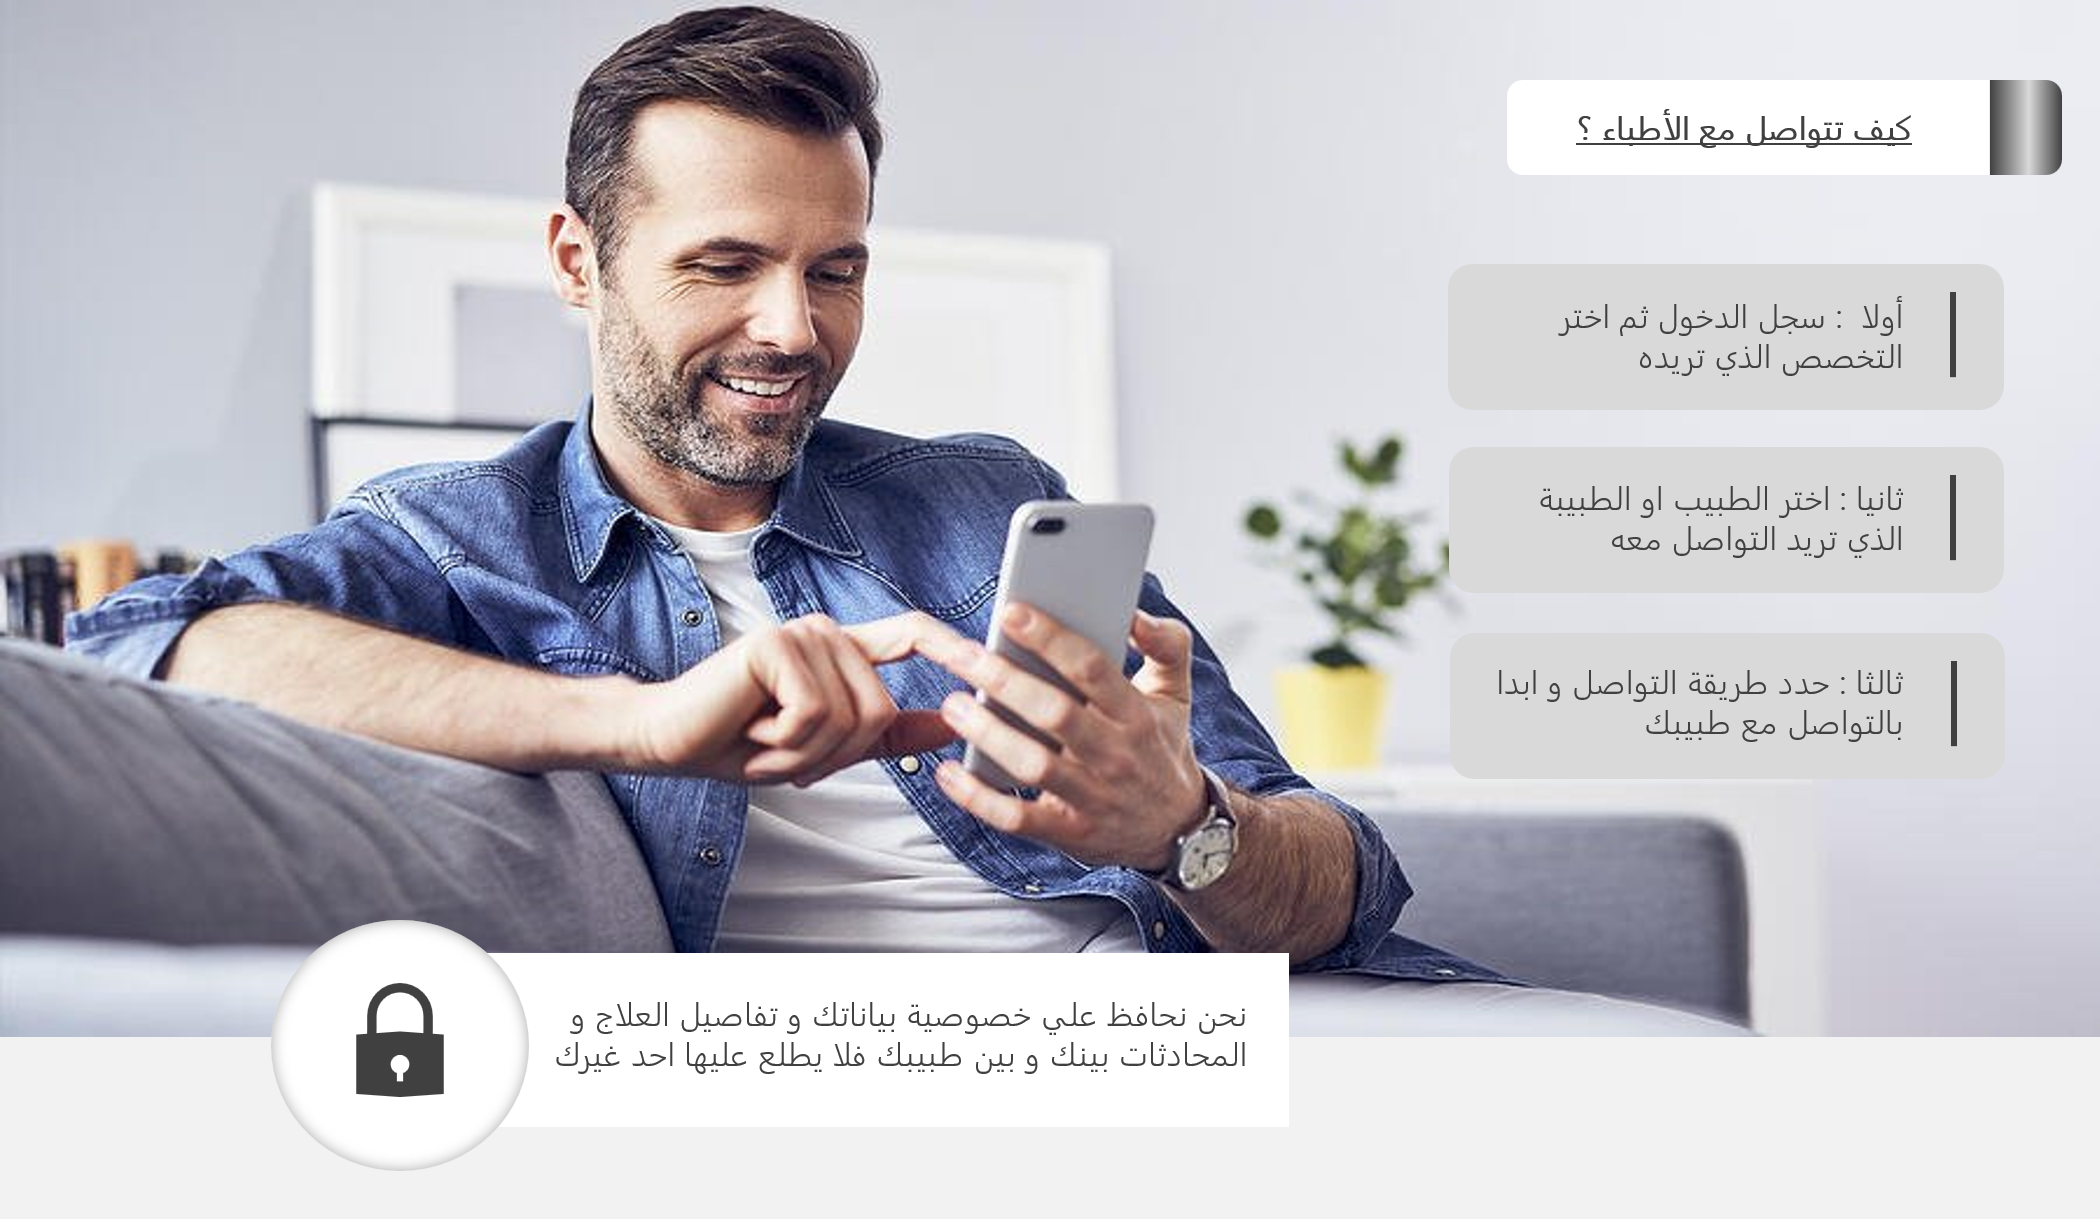 كيف تتواصل مع الأطباء ؟
أولا : سجل الدخول ثم اختر
التخصص الذي تريده
ثانيا : اختر الطبيب او الطبيبة
الذي تريد التواصل معه
ثالثا : حدد طريقة التواصل و ابدا
بالتواصل مع طبيبك
نحن نحافظ علي خصوصية بياناتك و تفاصيل العلاج و
المحادثات بينك و بين طبيبك فلا يطلع عليها احد غيرك